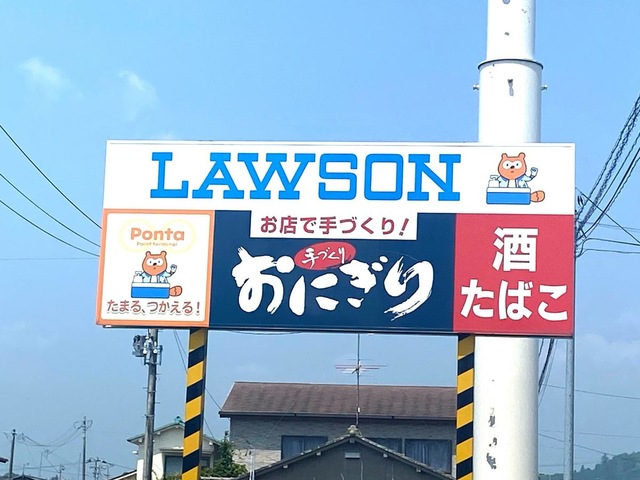 LAWSON
Ponta
Point terminal
たまる、つかえる!
お店で手づくり!
手づくり
おにぎり
酒
たばこ